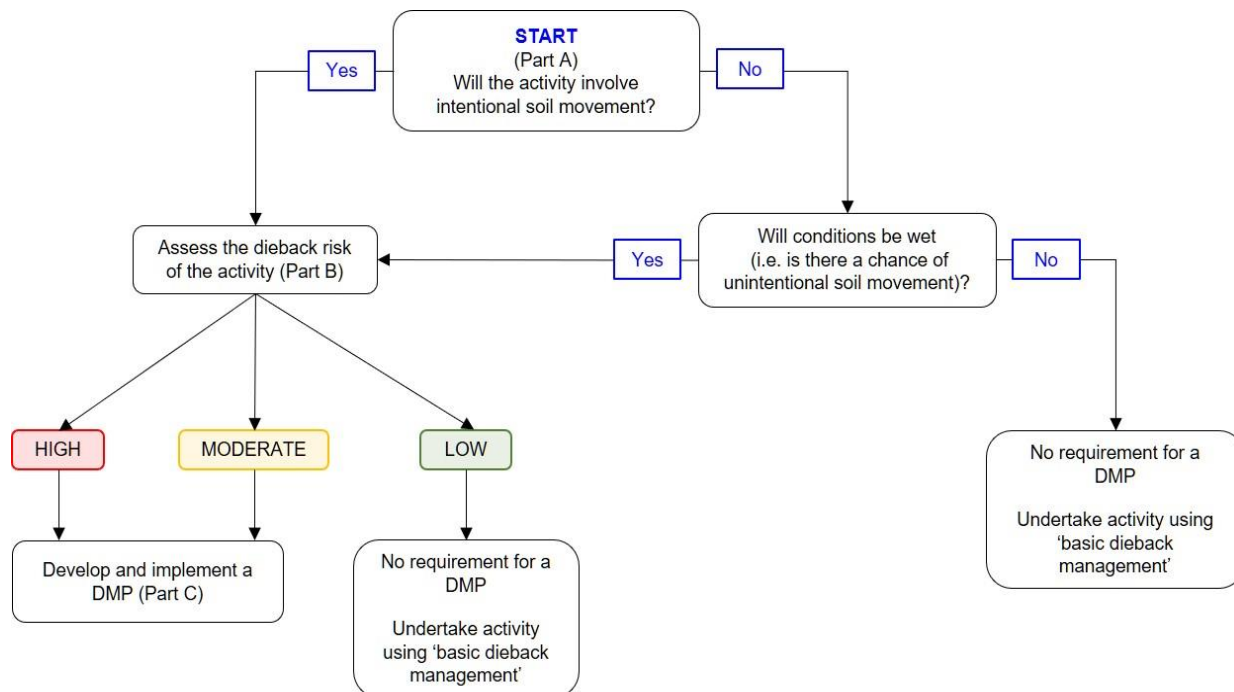 START
(Part A)
Will the activity involve
intentional soil movement?
Yes
No
Assess the dieback risk
of the activity (Part B)
Will conditions be wet
(i.e. is there a chance of
unintentional soil movement)?
Yes
No
HIGH
MODERATE
LOW
Develop and implement a
DMP (Part C)
No requirement for a
DMP
Undertake activity
using ‘basic dieback
management’
No requirement for a
DMP
Undertake activity using
‘basic dieback
management’